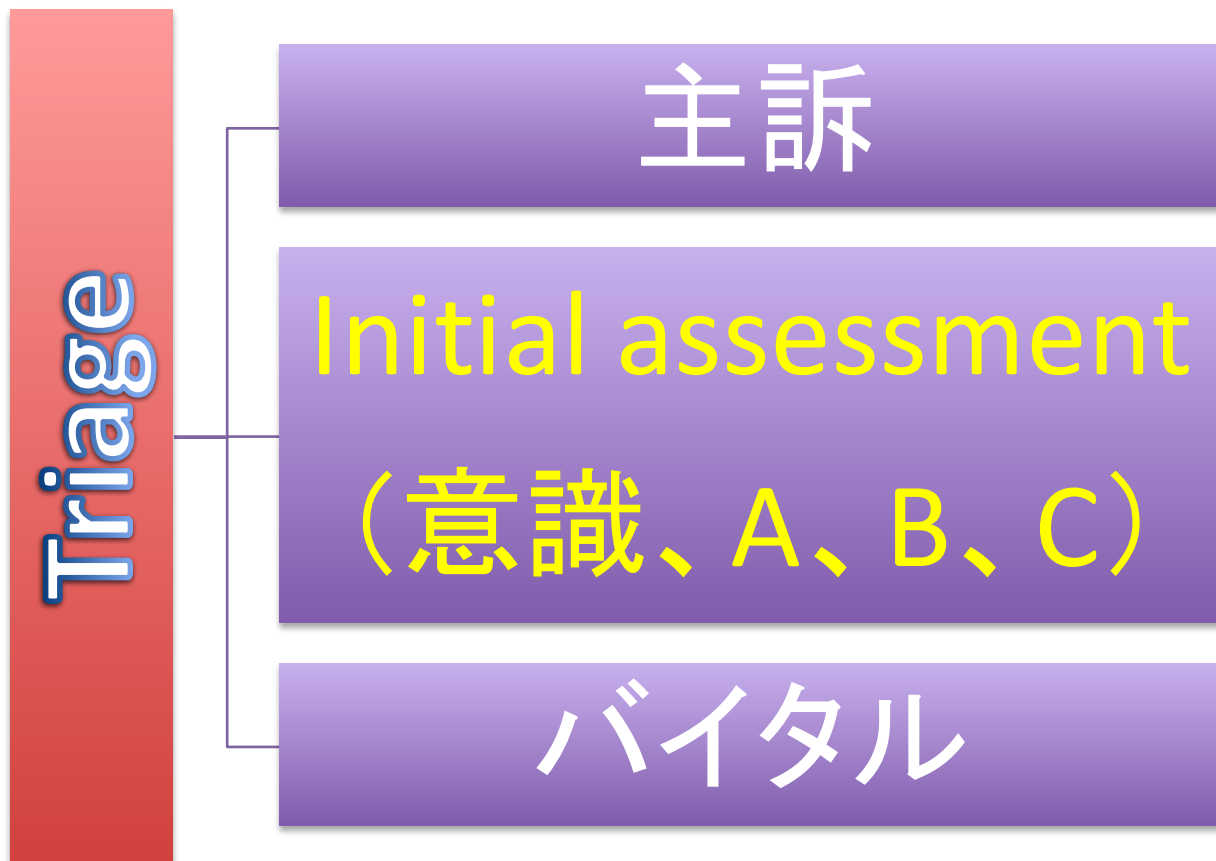 Triage
主訴
Initial assessment
（意識、A、B、C）
バイタル